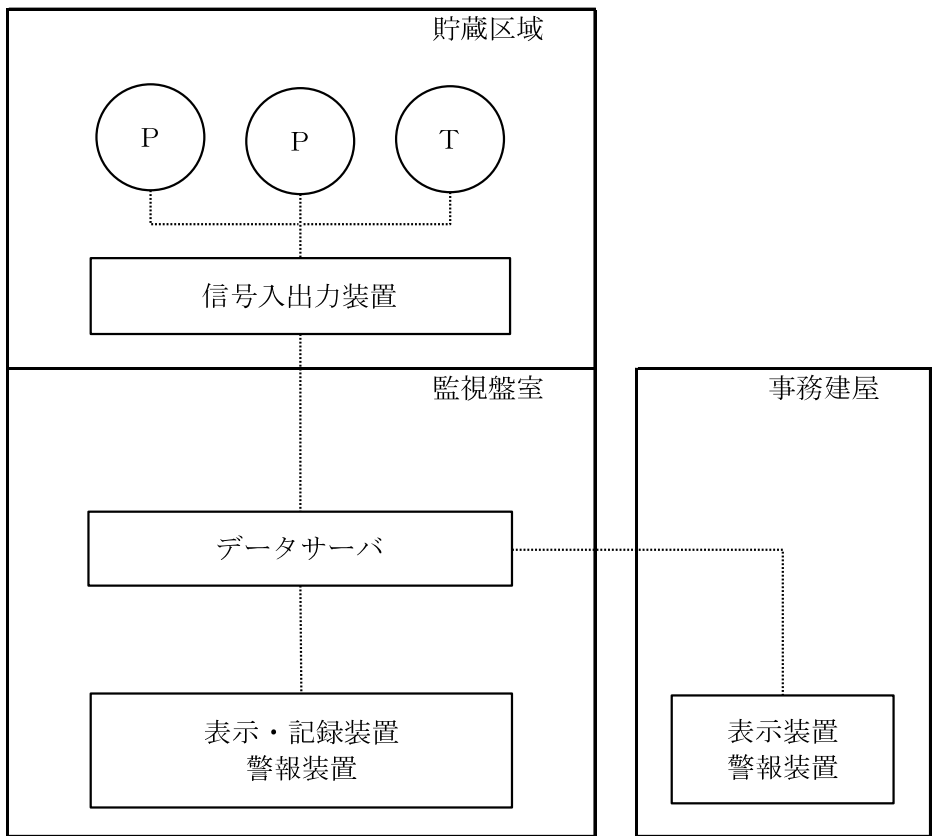 貯蔵区域
P
P
T
信号入出力装置
監視盤室
事務建屋
データサーバ
表示・記録装置
警報装置
表示装置
警報装置